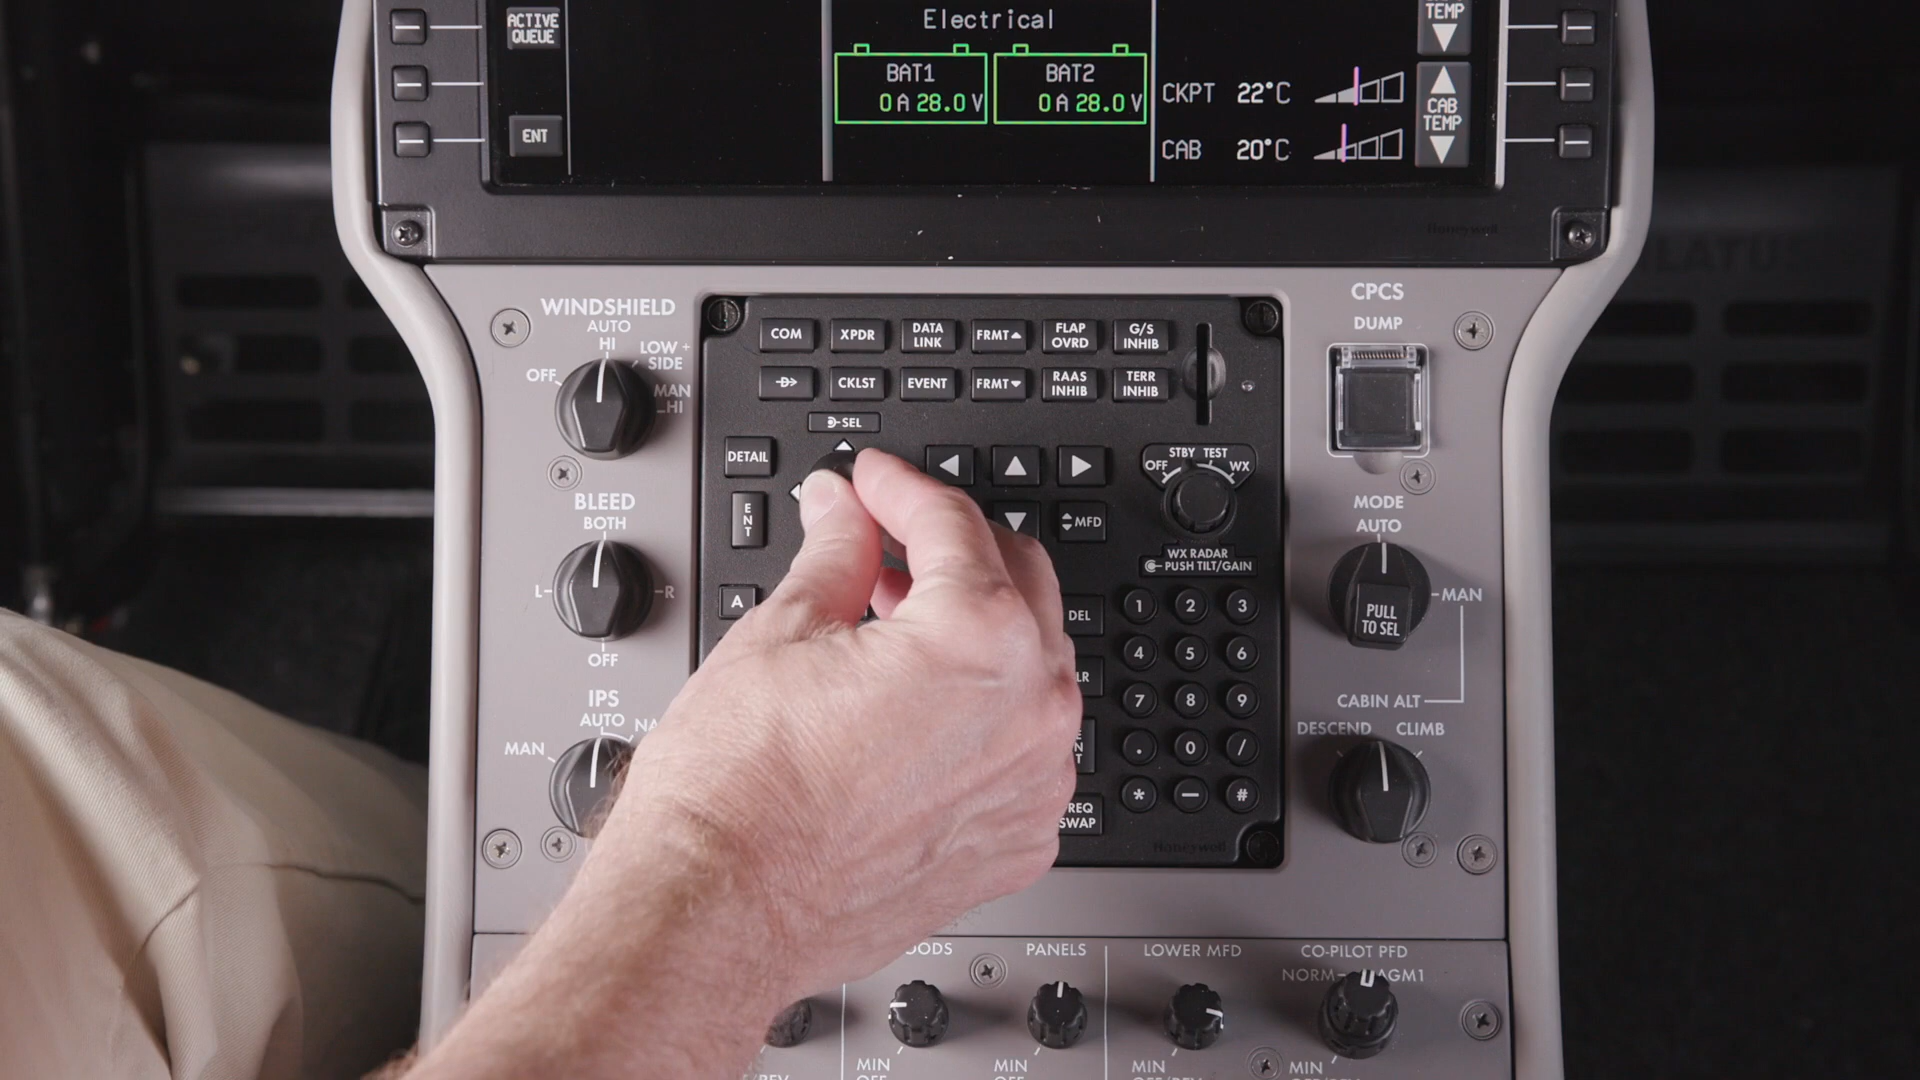 ACTIVE
QUEUE
ENT
Electrical
BAT1
0 A 28.0 V
BAT2
0 A 28.0 V
CKPT 22°C
CAB 20°C
TEMP
CAB
TEMP
Honeywell
WINDSHIELD
AUTO
HI
LOW +
SIDE
OFF
MAN
HI
BLEED
BOTH
L
R
OFF
IPS
AUTO
MAN
COM
XPDR
DATA
LINK
FRMT
FLAP
OVRD
G/S
INHIB
D
CKLST
EVENT
FRMT
RAAS
INHIB
TERR
INHIB
SEL
DETAIL
ENT
MFD
OFF
STBY
TEST
WX
WX RADAR
PUSH TILT/GAIN
A
DEL
1 2 3
4 5 6
7 8 9
. 0 /
* — #
SWAP
Honeywell
CPCS
DUMP
MODE
AUTO
MAN
PULL
TO SEL
CABIN ALT
DESCEND
CLIMB
PANELS
LOWER MFD
CO-PILOT PFD
NORM
AGM1
MIN
MIN
MIN
MIN